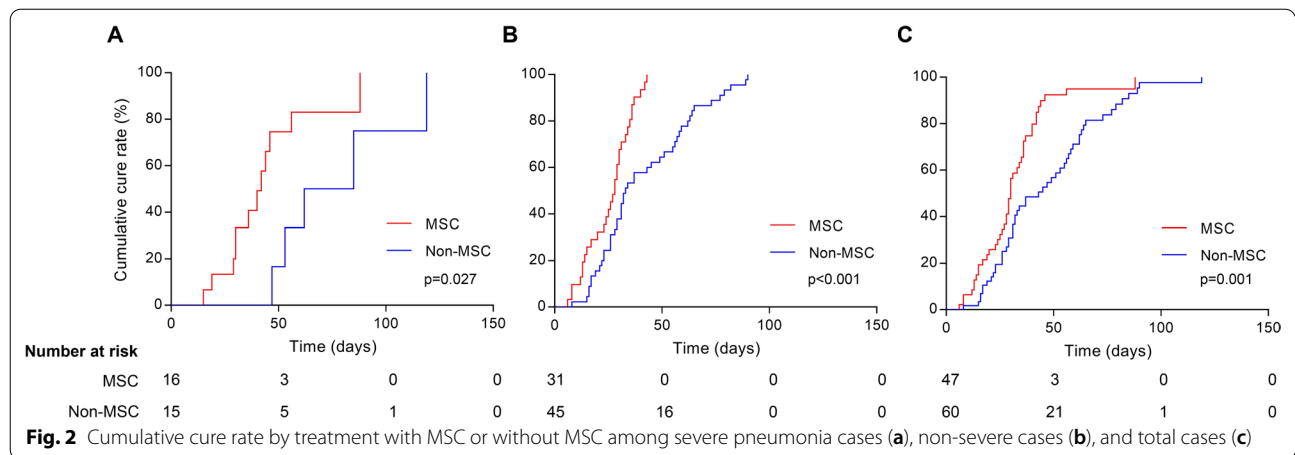 A
B
C
Cumulative cure rate (%)
100
80
60
40
20
0
MSC
Non-MSC
p=0.027
0 50 100 150
Time (days)
100
80
60
40
20
0
MSC
Non-MSC
p<0.001
0 50 100 150
Time (days)
100
80
60
40
20
0
MSC
Non-MSC
p=0.001
0 50 100 150
Time (days)
Number at risk
MSC 16 3 0 0 31 0 0 0 47 3 0 0
Non-MSC 15 5 1 0 45 16 0 0 60 21 1 0
Fig. 2 Cumulative cure rate by treatment with MSC or without MSC among severe pneumonia cases (a), non-severe cases (b), and total cases (c)